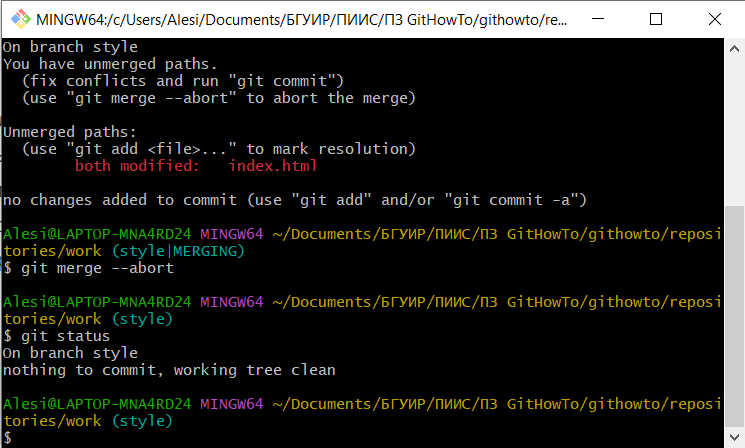 MINGW64:/c/Users/Alesi/Documents/БГУИР/ПИИС/ПЗ GitHowTo/githowto/re...
On branch style
You have unmerged paths.
  (fix conflicts and run "git commit")
  (use "git merge --abort" to abort the merge)

Unmerged paths:
  (use "git add <file>..." to mark resolution)
        both modified:   index.html

no changes added to commit (use "git add" and/or "git commit -a")

Alesi@LAPTOP-MNA4RD24 MINGW64 ~/Documents/БГУИР/ПИИС/ПЗ GitHowTo/githowto/reposi
tories/work (style|MERGING)
$ git merge --abort

Alesi@LAPTOP-MNA4RD24 MINGW64 ~/Documents/БГУИР/ПИИС/ПЗ GitHowTo/githowto/reposi
tories/work (style)
$ git status
On branch style
nothing to commit, working tree clean

Alesi@LAPTOP-MNA4RD24 MINGW64 ~/Documents/БГУИР/ПИИС/ПЗ GitHowTo/githowto/reposi
tories/work (style)
$